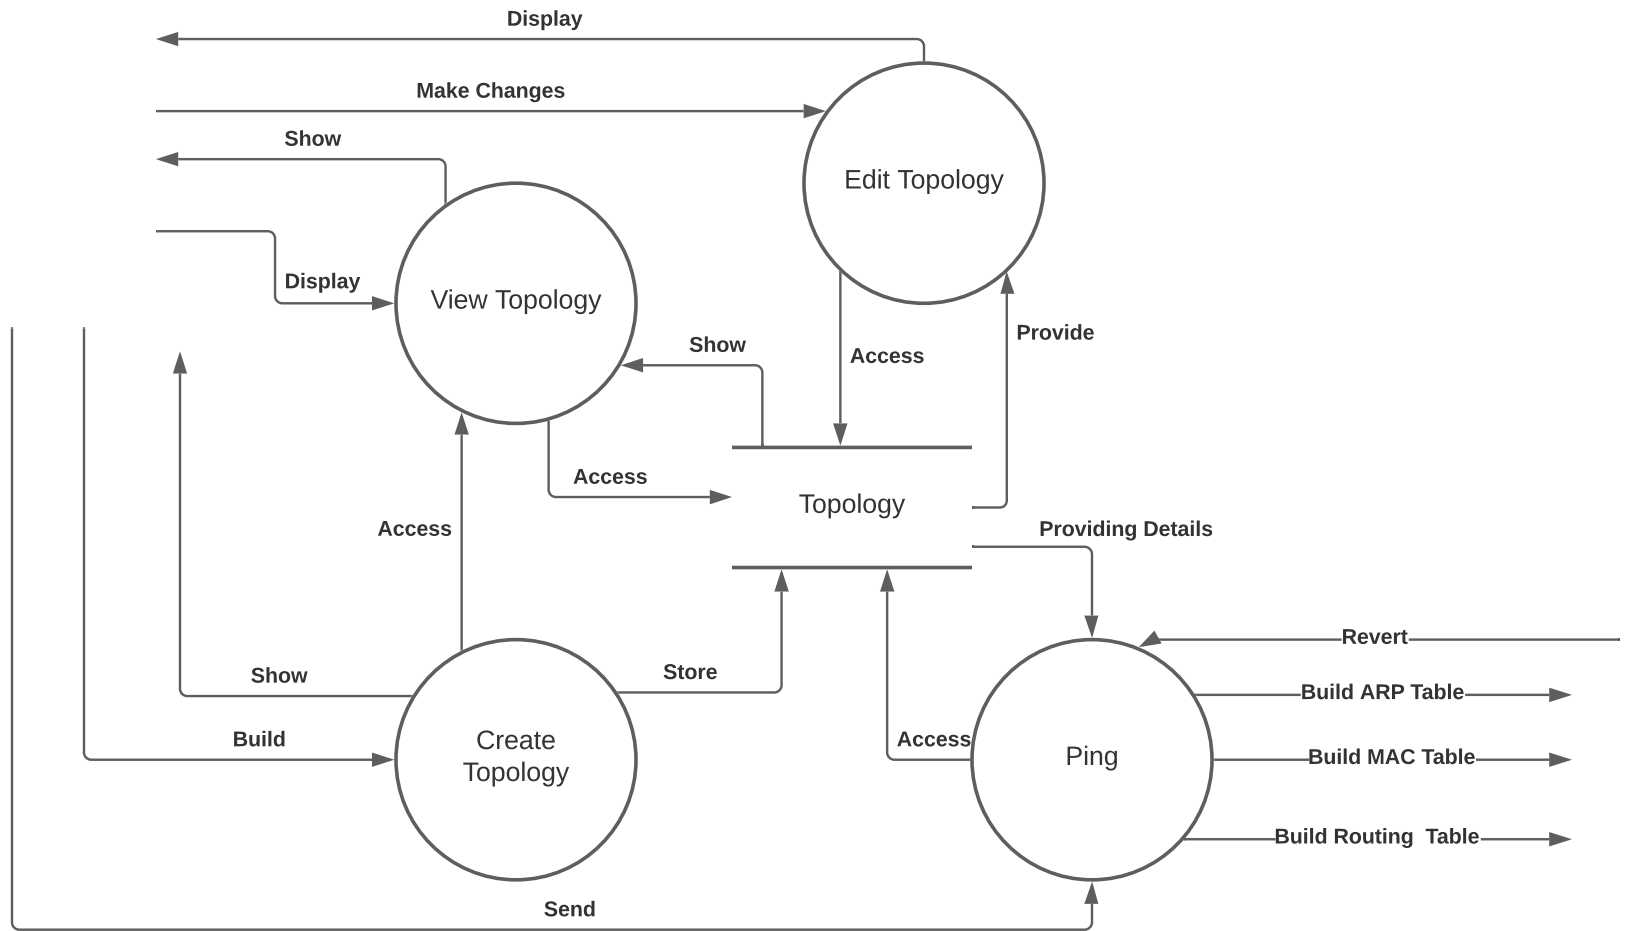 Display
Make Changes
Show
Edit Topology
Display
View Topology
Provide
Show
Access
Access
Topology
Access
Providing Details
Revert
Show
Store
Build ARP Table
Build
Create
Topology
Access
Ping
Build MAC Table
Build Routing  Table
Send